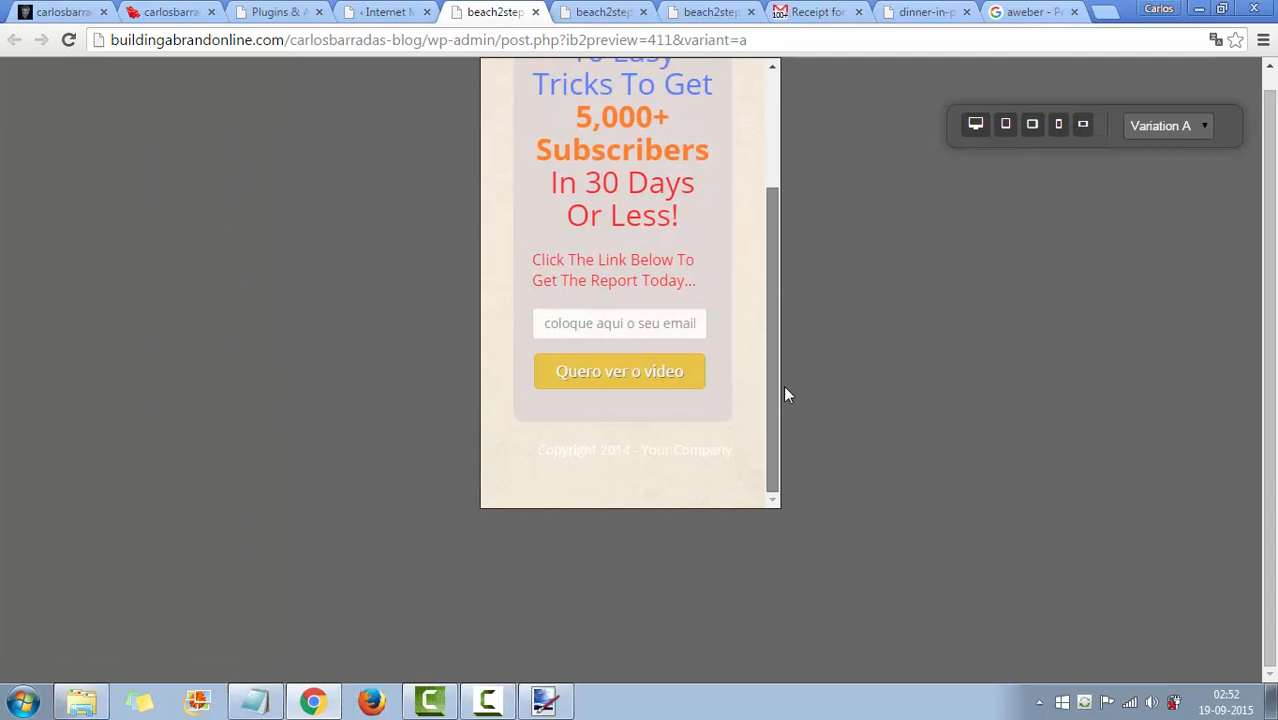 carlosbarra
carlosbarrad
Plugins & A
‹ Internet M
beach2step
beach2step
beach2step
Receipt for
dinner-in-p
aweber - Pe
Carlos
buildingabrandonline.com/carlosbarradas-blog/wp-admin/post.php?ib2preview=411&variant=a
Variation A
Tricks To Get
5,000+
Subscribers
In 30 Days
Or Less!
Click The Link Below To
Get The Report Today...
coloque aqui o seu email
Quero ver o video
Copyright 2014 - Your Company
02:52
19-09-2015